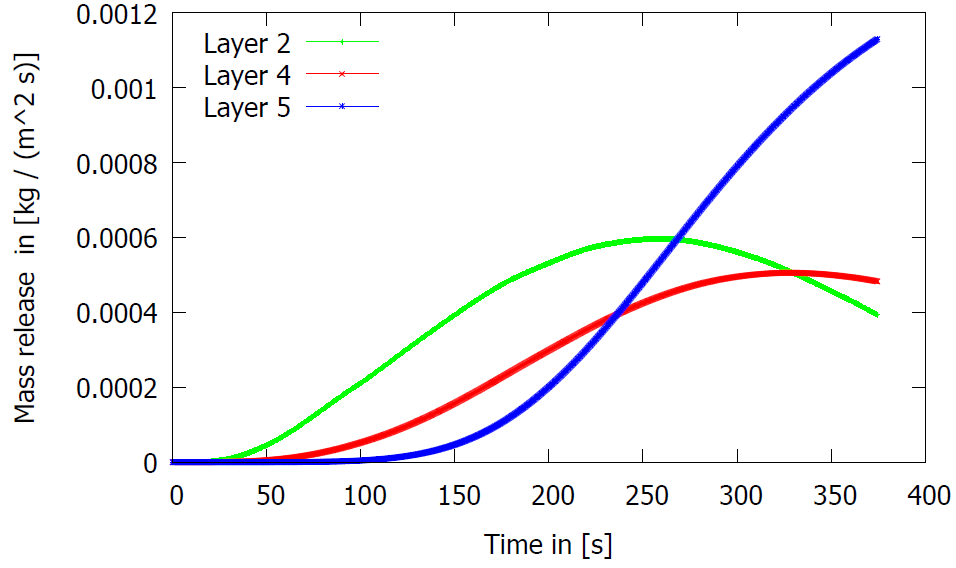 0.0012
0.001
0.0008
0.0006
0.0004
0.0002
0
Mass release  in [kg / (m^2 s)]
Layer 2
Layer 4
Layer 5
0 50 100 150 200 250 300 350 400
Time in [s]